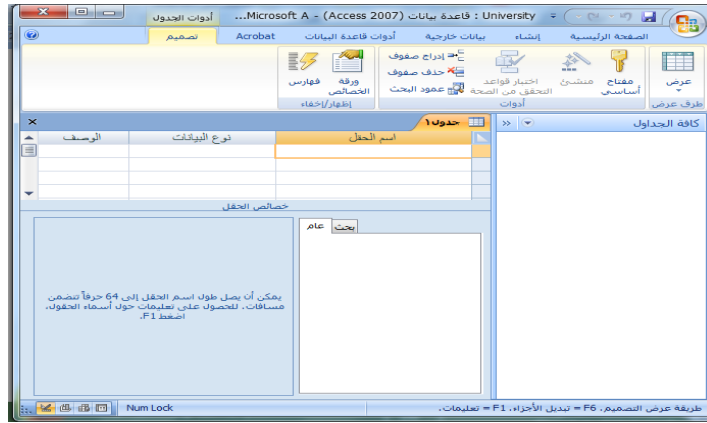 University : قاعدة بيانات (Access 2007) - Microsoft A...
أدوات الجدول
الصفحة الرئيسية
إنشاء
بيانات خارجية
أدوات قاعدة البيانات
Acrobat
تصميم
عرض
مفتاح أساسي
منشئ
اختبار قواعد التحقق من الصحة
إدراج صفوف
حذف صفوف
عمود البحث
ورقة الخصائص
فهارس
طرق عرض
أدوات
إظهار/إخفاء
كافة الجداول
جدول١
اسم الحقل
نوع البيانات
الوصف
خصائص الحقل
عام
بحث
يمكن أن يصل طول اسم الحقل إلى 64 حرفاً تتضمن
مسافات. للحصول على تعليمات حول أسماء الحقول،
اضغط F1.
طريقة عرض التصميم. F6 = تبديل الأجزاء. F1 = تعليمات.
Num Lock